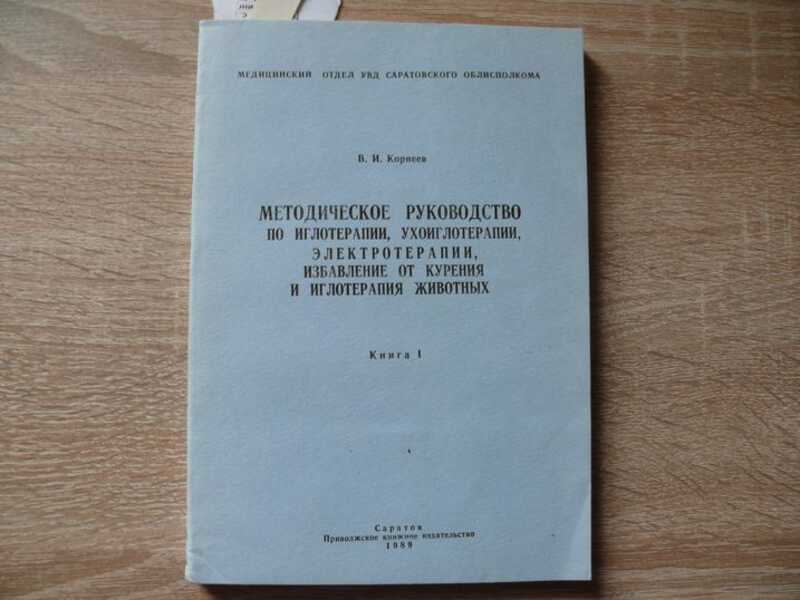 МЕДИЦИНСКИЙ ОТДЕЛ УВД САРАТОВСКОГО ОБЛИСПОЛКОМА
В. И. Корнеев
МЕТОДИЧЕСКОЕ РУКОВОДСТВО
ПО ИГЛОТЕРАПИИ, УХОИГЛОТЕРАПИИ,
ЭЛЕКТРОТЕРАПИИ,
ИЗБАВЛЕНИЕ ОТ КУРЕНИЯ
И ИГЛОТЕРАПИЯ ЖИВОТНЫХ
Книга I
Саратов
Приволжское книжное издательство
1989